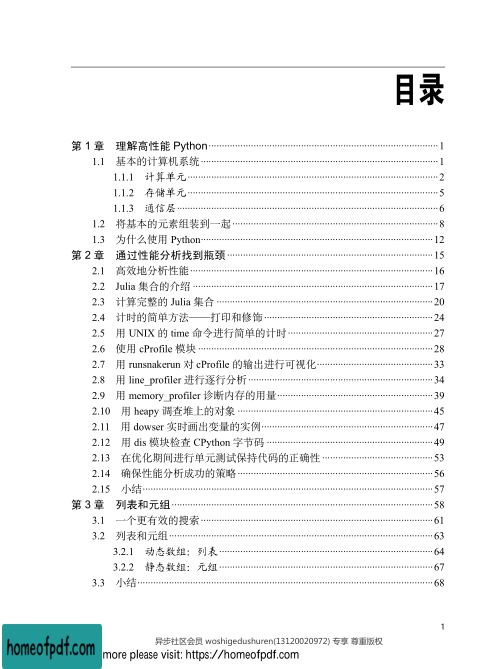 目录
第 1 章 理解高性能 Python 1
1.1 基本的计算机系统 1
1.1.1 计算单元 2
1.1.2 存储单元 5
1.1.3 通信层 6
1.2 将基本的元素组装到一起 8
1.3 为什么使用 Python 12
第 2 章 通过性能分析找到瓶颈 15
2.1 高效地分析性能 16
2.2 Julia 集合的介绍 17
2.3 计算完整的 Julia 集合 20
2.4 计时的简单方法——打印和修饰 24
2.5 用 UNIX 的 time 命令进行简单的计时 27
2.6 使用 cProfile 模块 28
2.7 用 runsnakerun 对 cProfile 的输出进行可视化 33
2.8 用 line_profiler 进行逐行分析 34
2.9 用 memory_profiler 诊断内存的用量 39
2.10 用 heapy 调查堆上的对象 45
2.11 用 dowser 实时画出变量的实例 47
2.12 用 dis 模块检查 CPython 字节码 49
2.13 在优化期间进行单元测试保持代码的正确性 53
2.14 确保性能分析成功的策略 56
2.15 小结 57
第 3 章 列表和元组 58
3.1 一个更有效的搜索 61
3.2 列表和元组 63
3.2.1 动态数组：列表 64
3.2.2 静态数组：元组 67
3.3 小结 68
1
异步社区会员 woshigedushuren(13120020972) 专享 尊重版权
homeofpdf.com
more please visit: https://homeofpdf.com